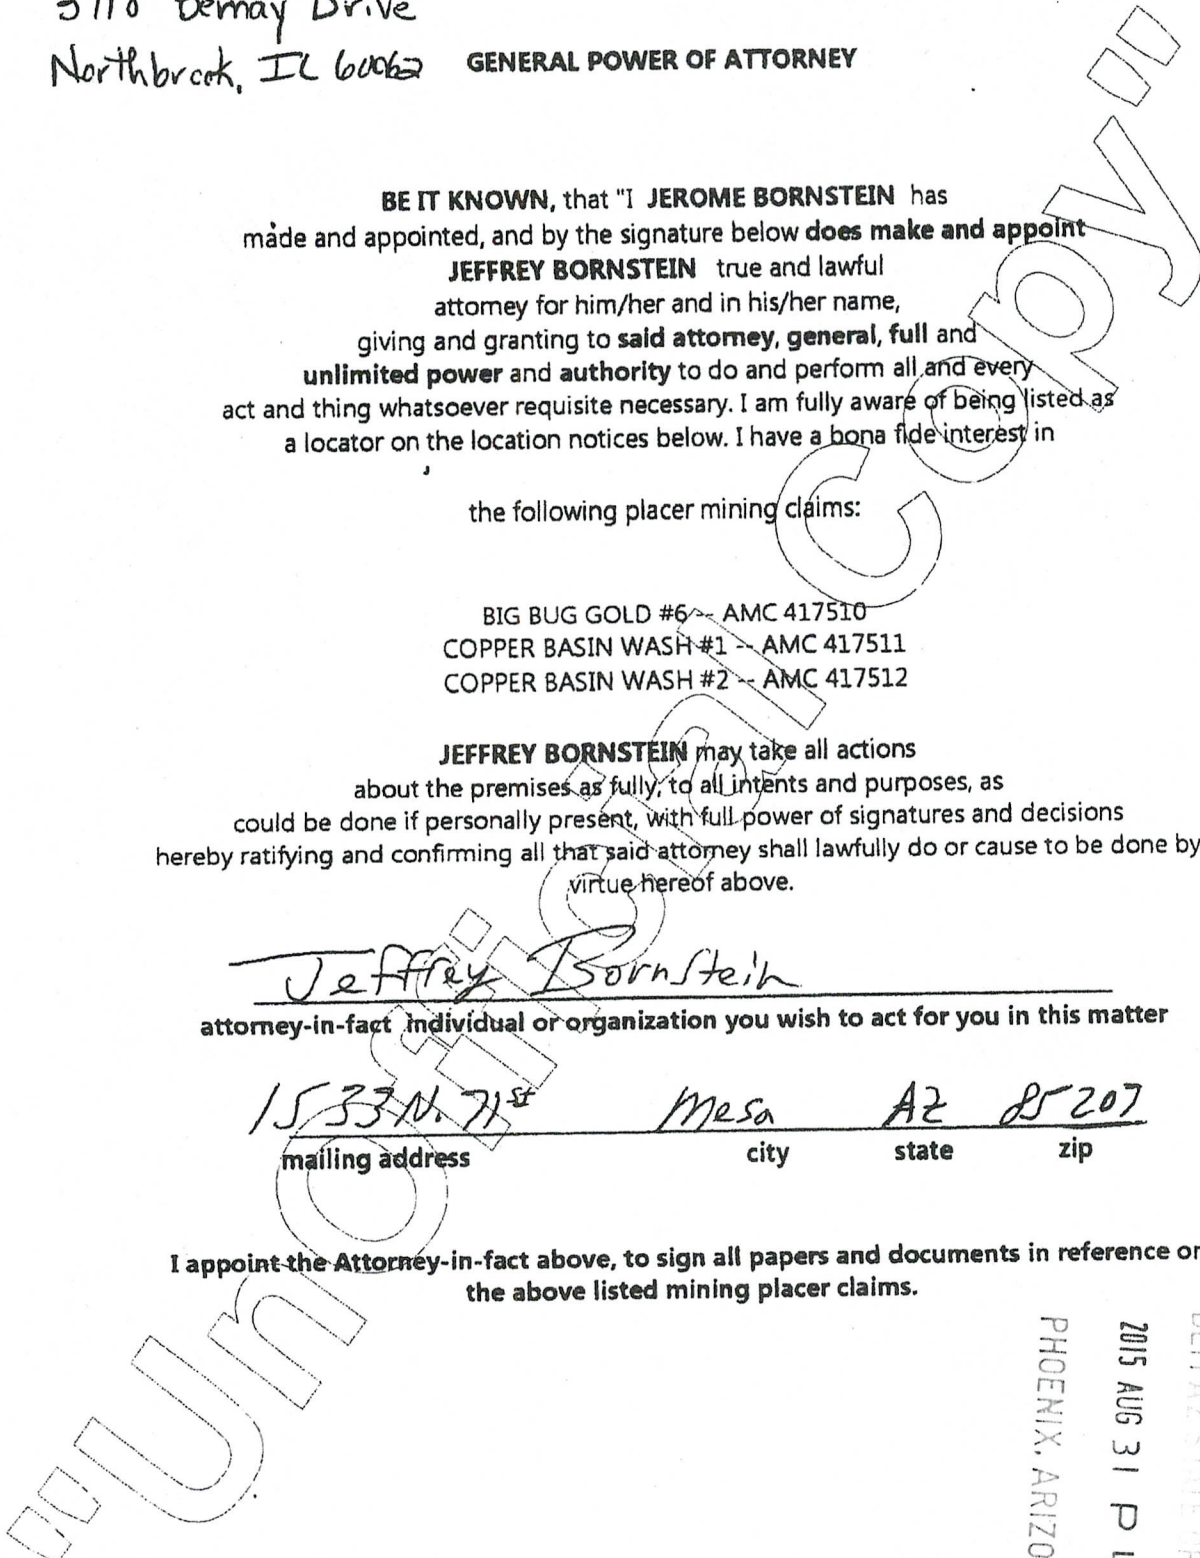 Demay Drive
Northbrook, IL 60062
GENERAL POWER OF ATTORNEY
BE IT KNOWN, that "I JEROME BORNSTEIN has
made and appointed, and by the signature below does make and appoint
JEFFREY BORNSTEIN true and lawful
attorney for him/her and in his/her name,
giving and granting to said attorney, general, full and
unlimited power and authority to do and perform all and every
act and thing whatsoever requisite necessary. I am fully aware of being listed as
a locator on the location notices below. I have a bona fide interest in
the following placer mining claims:
BIG BUG GOLD #6 -- AMC 417510
COPPER BASIN WASH #1 -- AMC 417511
COPPER BASIN WASH #2 -- AMC 417512
JEFFREY BORNSTEIN may take all actions
about the premises as fully, to all intents and purposes, as
could be done if personally present, with full power of signatures and decisions
hereby ratifying and confirming all that said attorney shall lawfully do or cause to be done by
virtue hereof above.
Jeffrey Bornstein
attorney-in-fact individual or organization you wish to act for you in this matter
1533 N. 71st Mesa AZ 85207
mailing address city state zip
I appoint the Attorney-in-fact above, to sign all papers and documents in reference or
the above listed mining placer claims.
2015 AUG 31 P
PHOENIX, ARIZO
"Unofficial Copy"